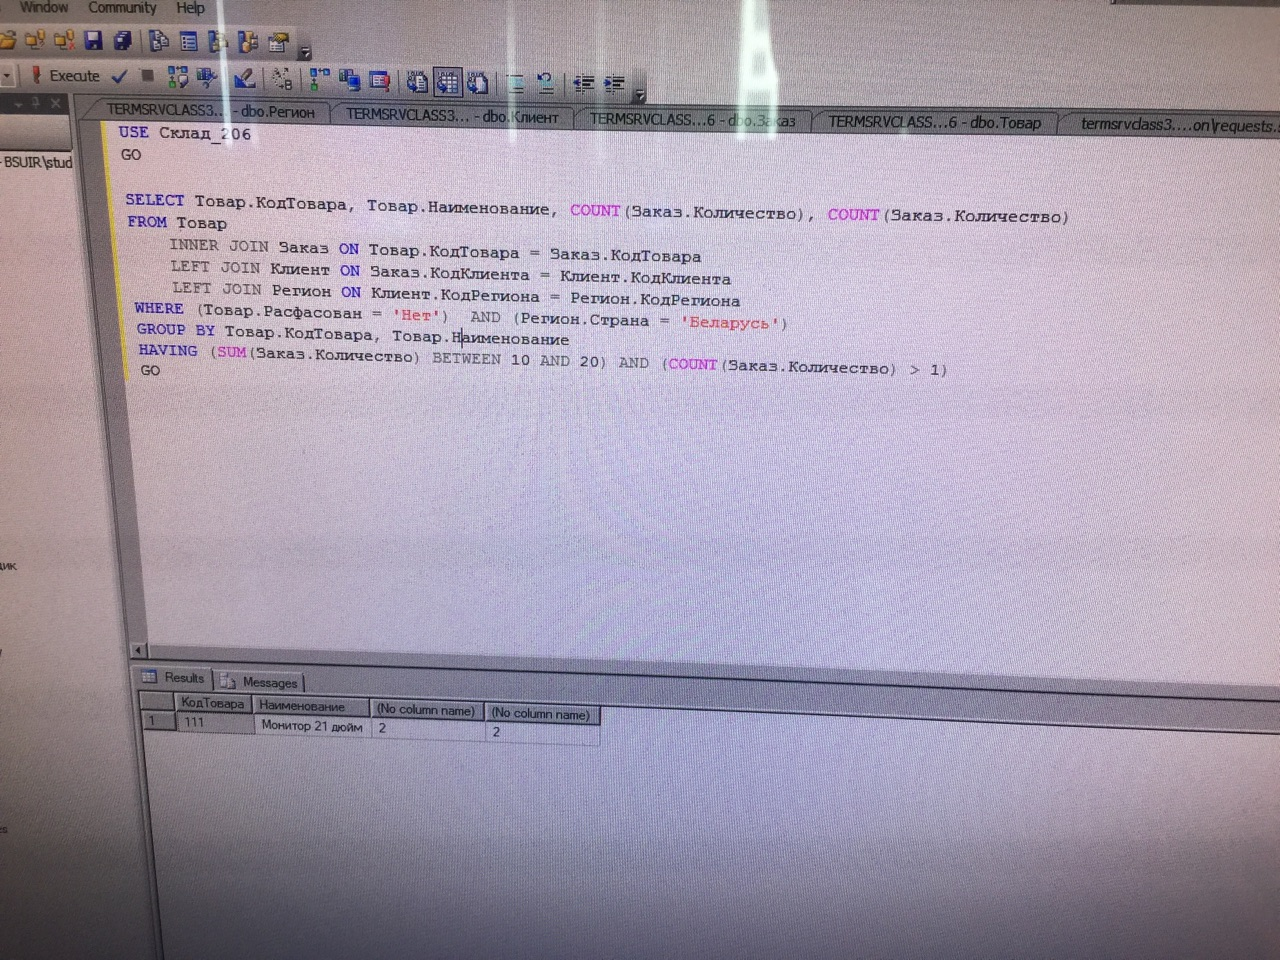 Window Community Help
Execute
TERMSRVCLASS3... - dbo.Регион TERMSRVCLASS3... - dbo.Клиент TERMSRVCLASS...6 - dbo.Заказ TERMSRVCLASS...6 - dbo.Товар termsrvclass3....on\requests.
- BSUIR\stud
USE Склад_206
GO
SELECT Товар.КодТовара, Товар.Наименование, COUNT(Заказ.Количество), COUNT(Заказ.Количество)
FROM Товар
INNER JOIN Заказ ON Товар.КодТовара = Заказ.КодТовара
LEFT JOIN Клиент ON Заказ.КодКлиента = Клиент.КодКлиента
LEFT JOIN Регион ON Клиент.КодРегиона = Регион.КодРегиона
WHERE (Товар.Расфасован = 'Нет') AND (Регион.Страна = 'Беларусь')
GROUP BY Товар.КодТовара, Товар.Наименование
HAVING (SUM(Заказ.Количество) BETWEEN 10 AND 20) AND (COUNT(Заказ.Количество) > 1)
GO
Results Messages
КодТовара Наименование (No column name) (No column name)
1 111 Монитор 21 дюйм 2 2